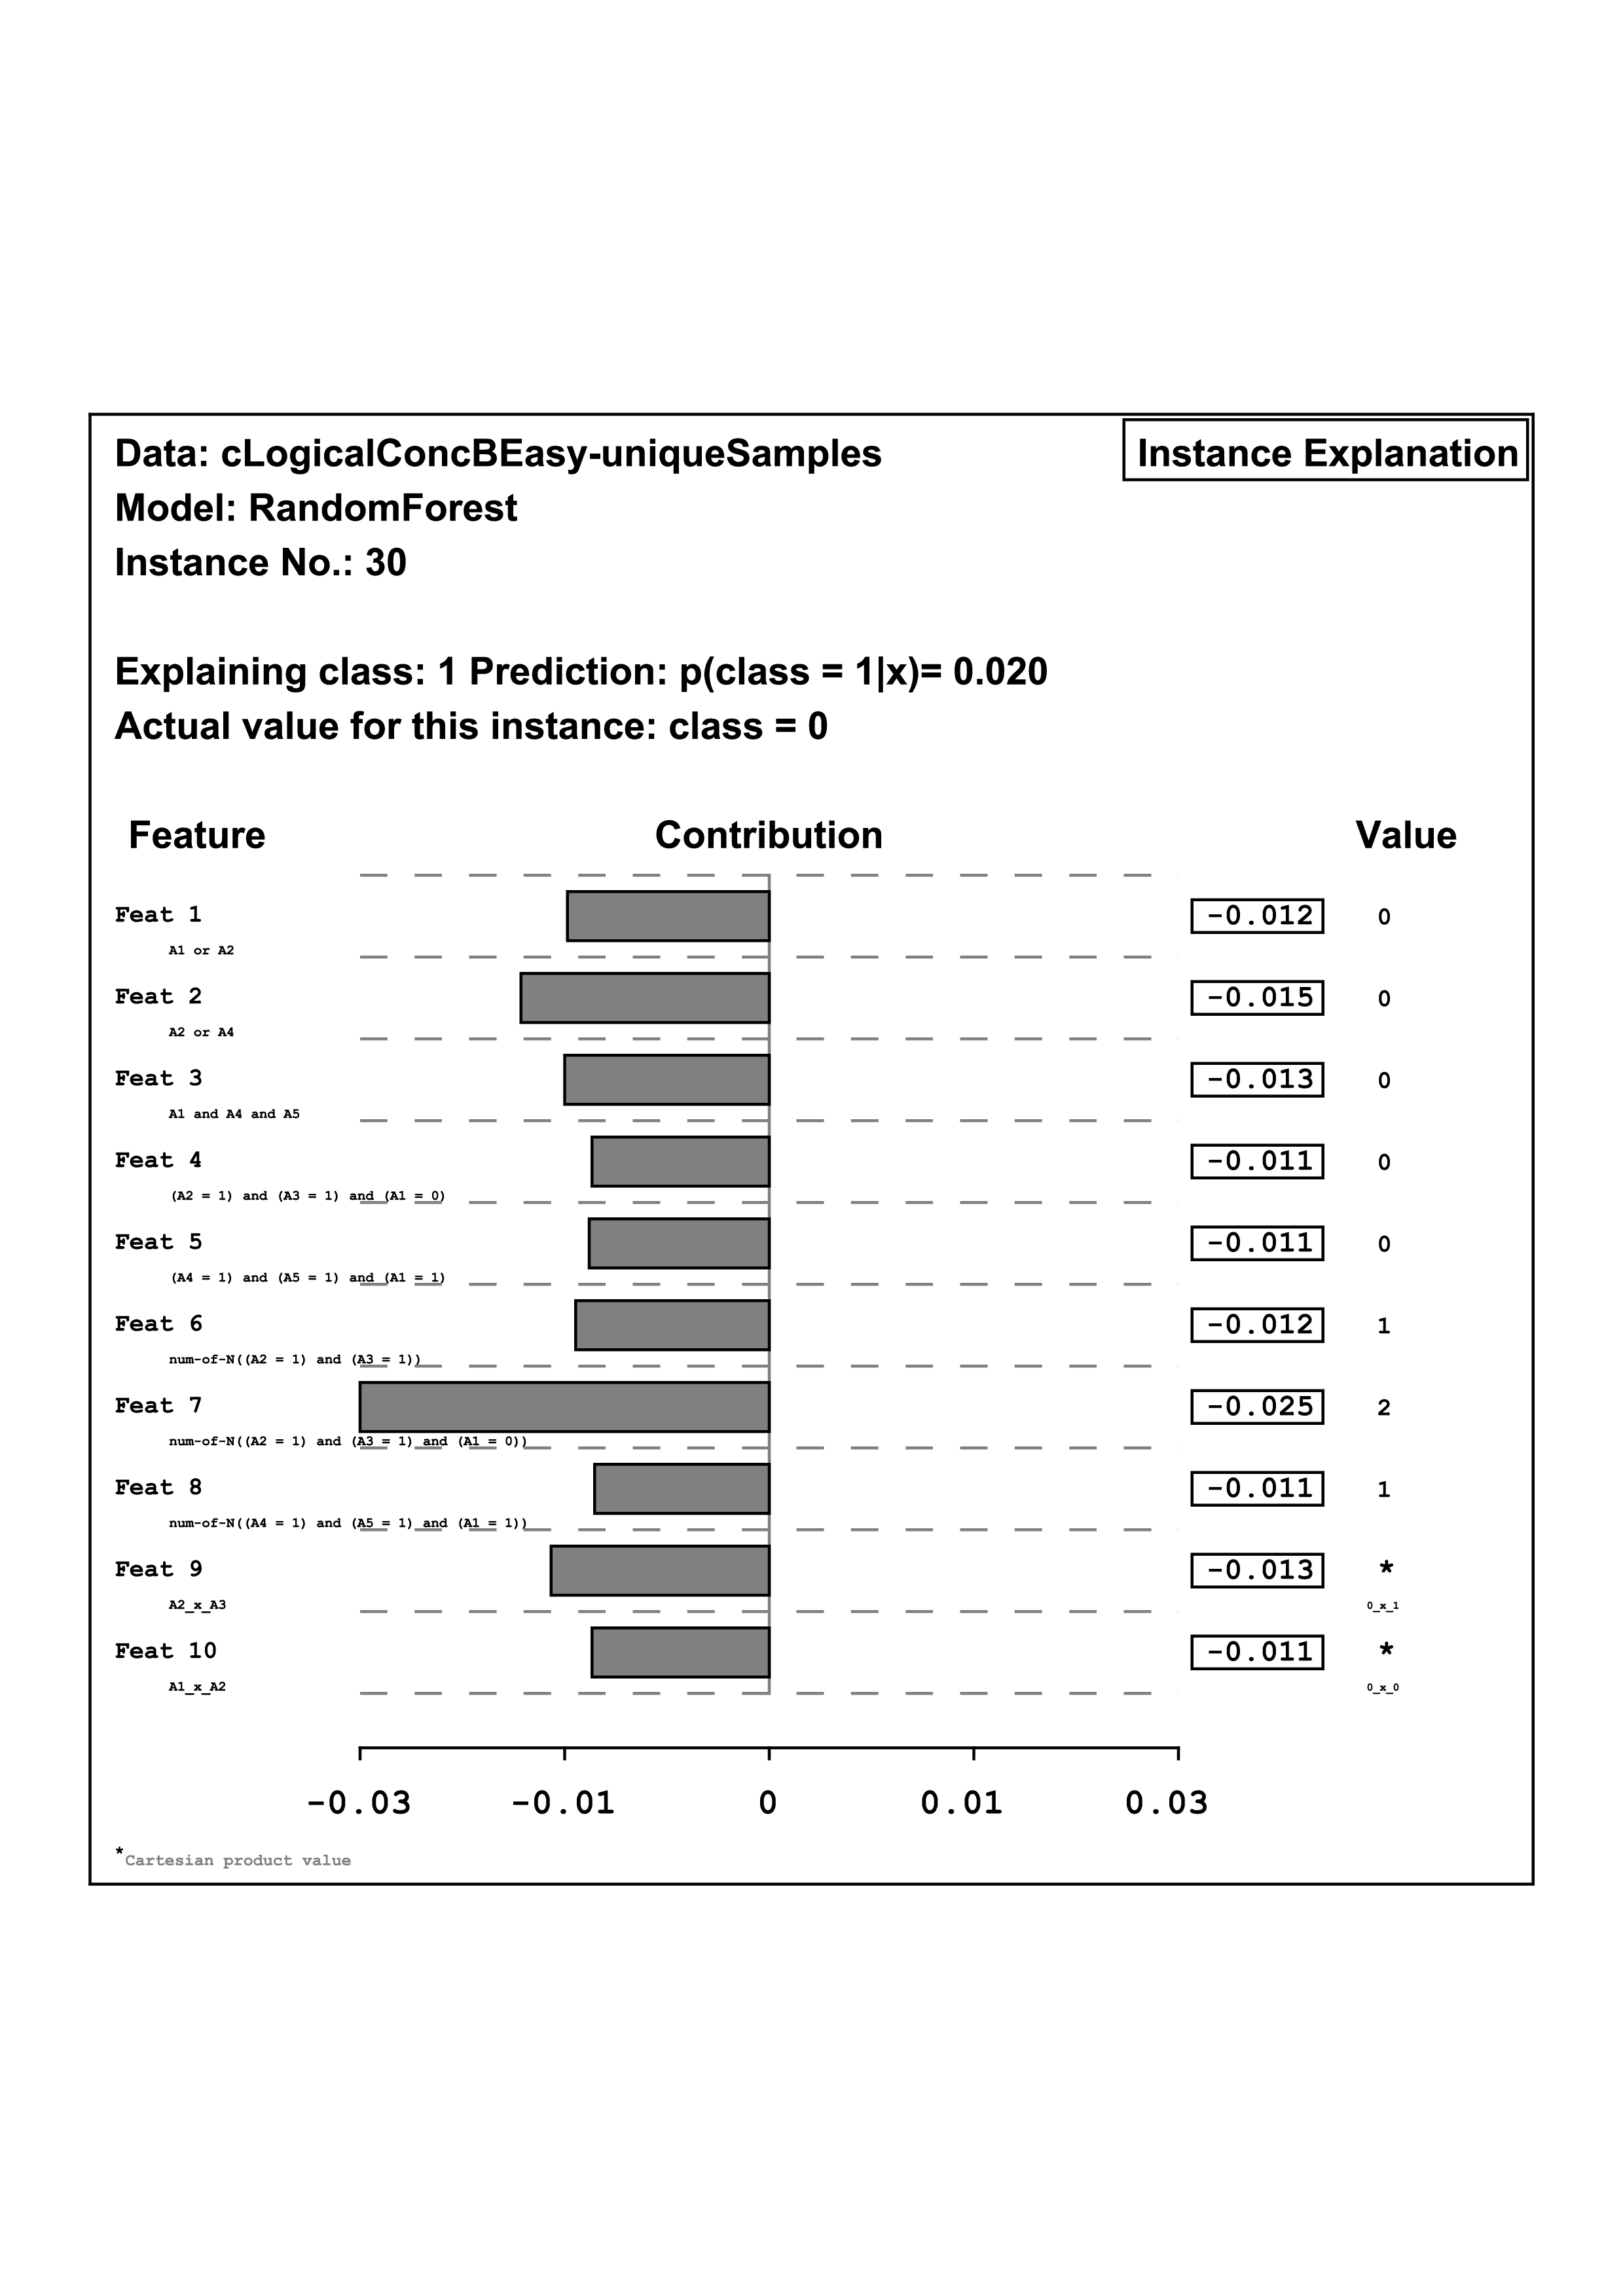 Data: cLogicalConcBEasy-uniqueSamples
Instance Explanation
Model: RandomForest
Instance No.: 30
Explaining class: 1 Prediction: p(class = 1|x)= 0.020
Actual value for this instance: class = 0
Feature Contribution Value
Feat 1 -0.012 0
A1 or A2
Feat 2 -0.015 0
A2 or A4
Feat 3 -0.013 0
A1 and A4 and A5
Feat 4 -0.011 0
(A2 = 1) and (A3 = 1) and (A1 = 0)
Feat 5 -0.011 0
(A4 = 1) and (A5 = 1) and (A1 = 1)
Feat 6 -0.012 1
num-of-N((A2 = 1) and (A3 = 1))
Feat 7 -0.025 2
num-of-N((A2 = 1) and (A3 = 1) and (A1 = 0))
Feat 8 -0.011 1
num-of-N((A4 = 1) and (A5 = 1) and (A1 = 1))
Feat 9 -0.013 *
A2_x_A3 0_x_1
Feat 10 -0.011 *
A1_x_A2 0_x_0
-0.03 -0.01 0 0.01 0.03
*Cartesian product value